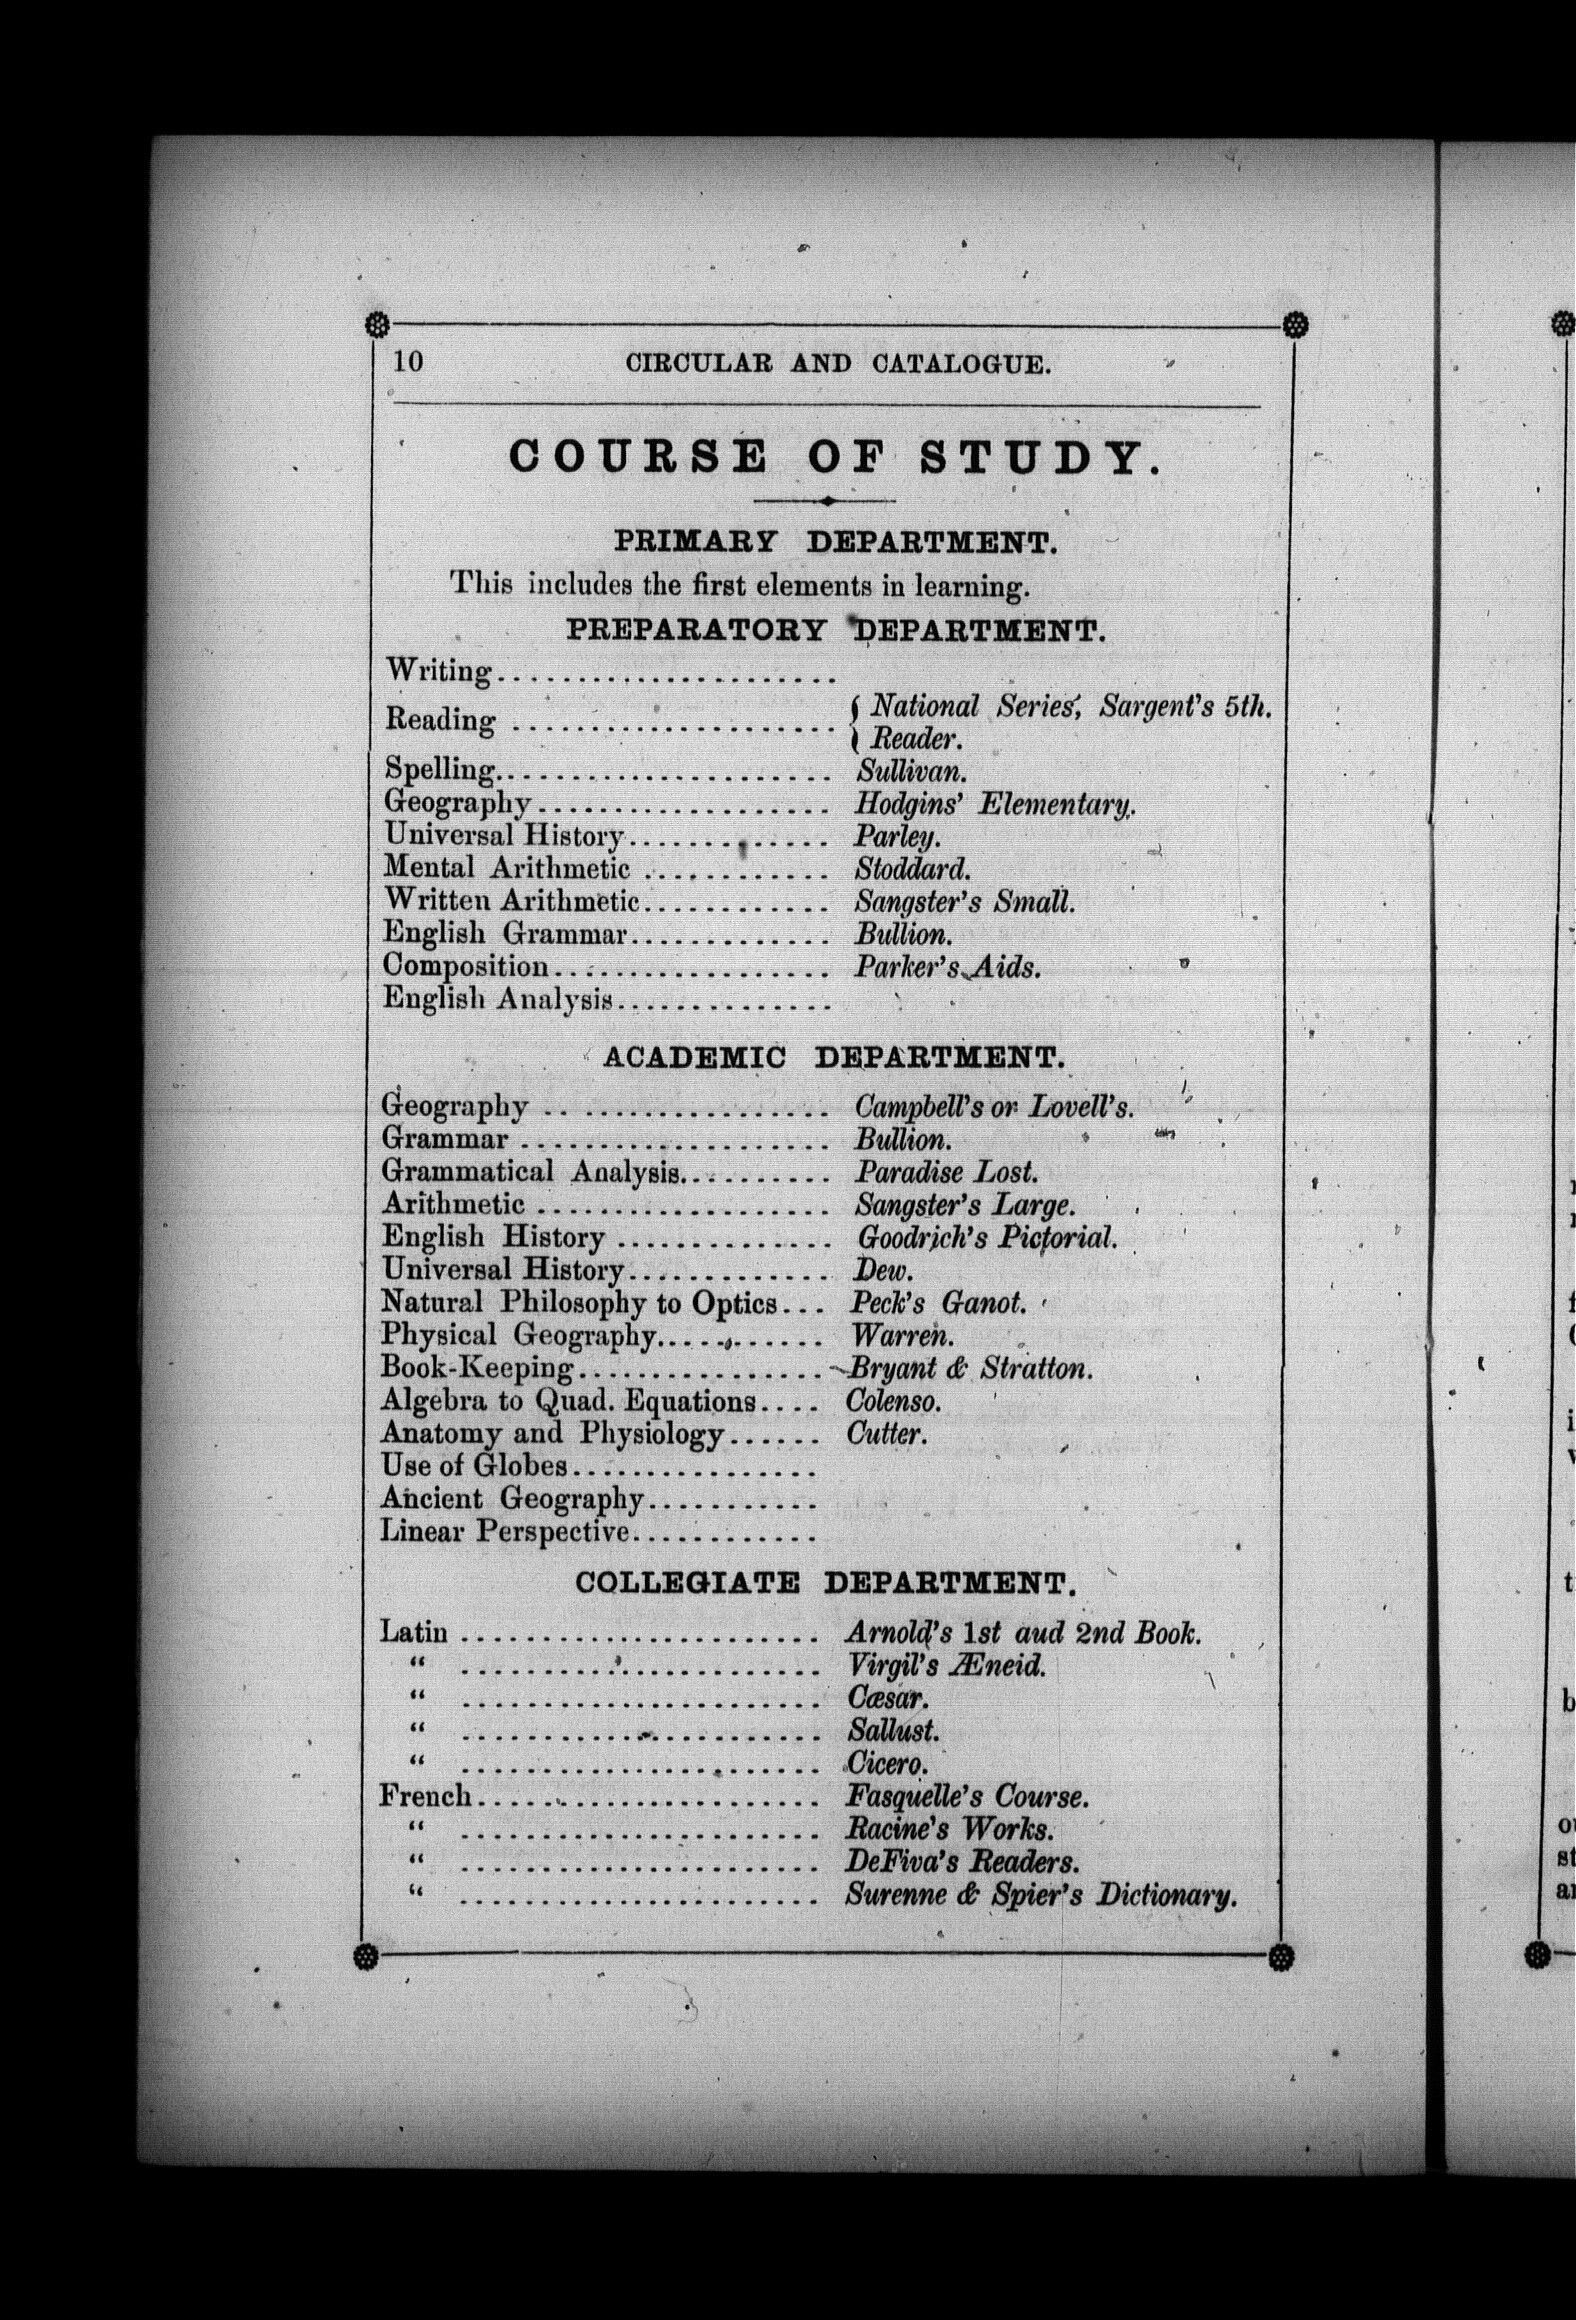 10 CIRCULAR AND CATALOGUE.
COURSE OF STUDY.
PRIMARY DEPARTMENT.
This includes the first elements in learning.
PREPARATORY DEPARTMENT.
Writing......................
Reading .................... { National Series, Sargent's 5th.
Reader.
Spelling...................... Sullivan.
Geography................... Hodgins' Elementary.
Universal History............. Parley.
Mental Arithmetic ............ Stoddard.
Written Arithmetic............ Sangster's Small.
English Grammar............. Bullion.
Composition.................. Parker's Aids.
English Analysis..............
ACADEMIC DEPARTMENT.
Geography .................. Campbell's or Lovell's.
Grammar .................... Bullion.
Grammatical Analysis.......... Paradise Lost.
Arithmetic ................... Sangster's Large.
English History .............. Goodrich's Pictorial.
Universal History............. Dew.
Natural Philosophy to Optics... Peck's Ganot.
Physical Geography........... Warren.
Book-Keeping................ Bryant & Stratton.
Algebra to Quad. Equations.... Colenso.
Anatomy and Physiology...... Cutter.
Use of Globes................
Ancient Geography...........
Linear Perspective............
COLLEGIATE DEPARTMENT.
Latin ....................... Arnold's 1st aud 2nd Book.
“ ....................... Virgil's Æneid.
“ ....................... Cæsar.
“ ....................... Sallust.
“ ....................... Cicero.
French...................... Fasquelle's Course.
“ ....................... Racine's Works.
“ ....................... DeFiva's Readers.
“ ....................... Surenne & Spier's Dictionary.